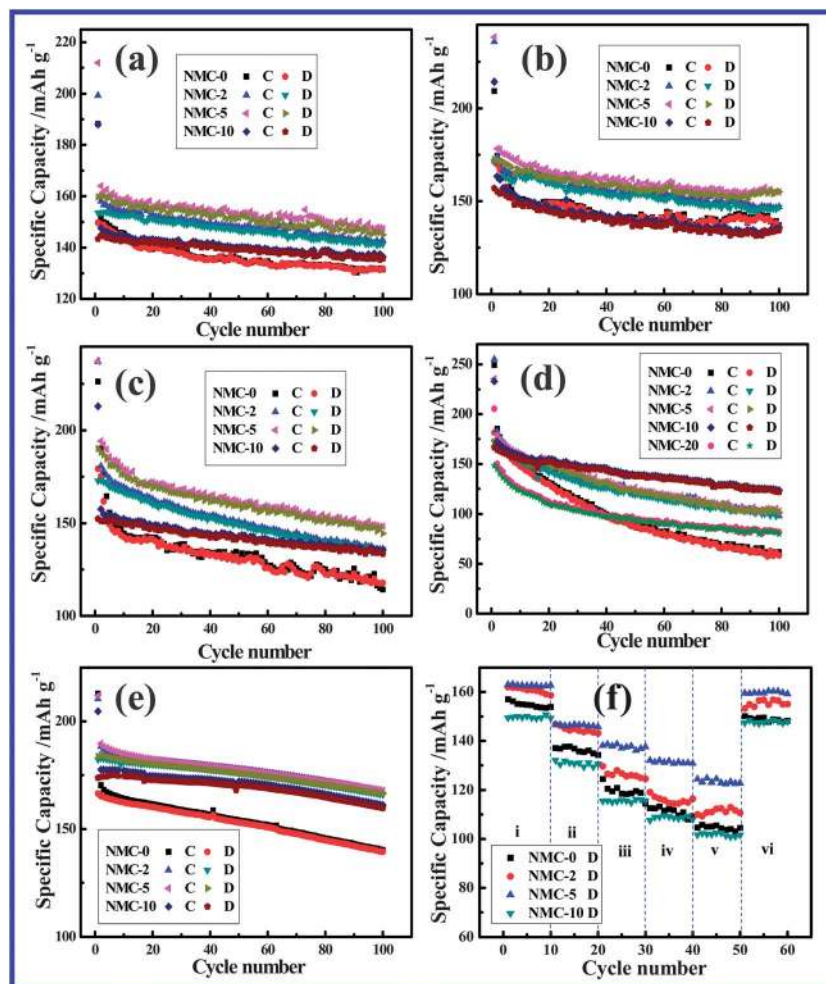 (a)
Specific Capacity /mAh g-1
220
200
180
160
140
120
NMC-0 C D
NMC-2 C D
NMC-5 C D
NMC-10 C D
0 20 40 60 80 100
Cycle number
(b)
Specific Capacity /mAh g-1
200
150
100
NMC-0 C D
NMC-2 C D
NMC-5 C D
NMC-10 C D
0 20 40 60 80 100
Cycle number
(c)
Specific Capacity /mAh g-1
200
150
100
NMC-0 C D
NMC-2 C D
NMC-5 C D
NMC-10 C D
0 20 40 60 80 100
Cycle number
(d)
Specific Capacity /mAh g-1
250
200
150
100
50
0
NMC-0 C D
NMC-2 C D
NMC-5 C D
NMC-10 C D
NMC-20 C D
0 20 40 60 80 100
Cycle number
(e)
Specific Capacity /mAh g-1
200
150
100
NMC-0 C D
NMC-2 C D
NMC-5 C D
NMC-10 C D
0 20 40 60 80 100
Cycle number
(f)
Specific Capacity /mAh g-1
160
140
120
100
80
60
i ii iii iv v vi
NMC-0 D
NMC-2 D
NMC-5 D
NMC-10 D
0 10 20 30 40 50 60
Cycle number